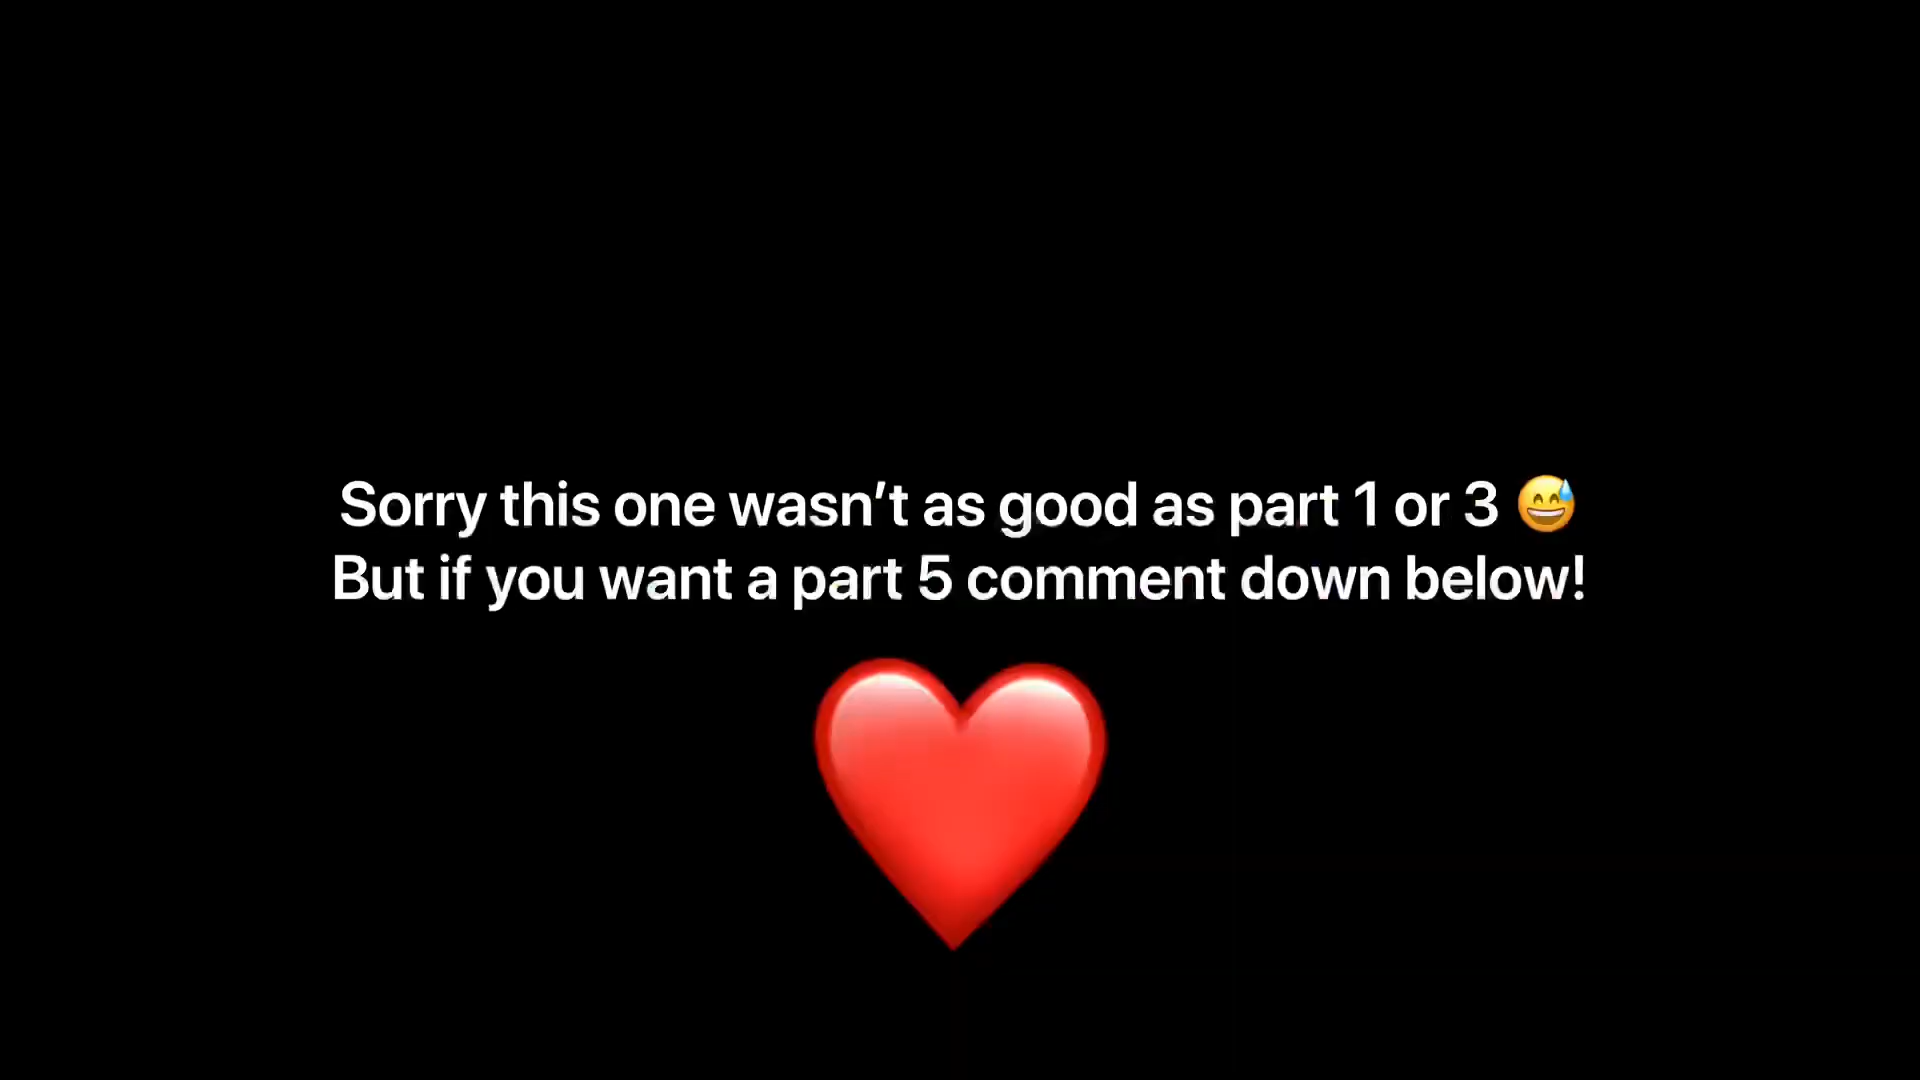 Sorry this one wasn’t as good as part 1 or 3 😅
But if you want a part 5 comment down below!